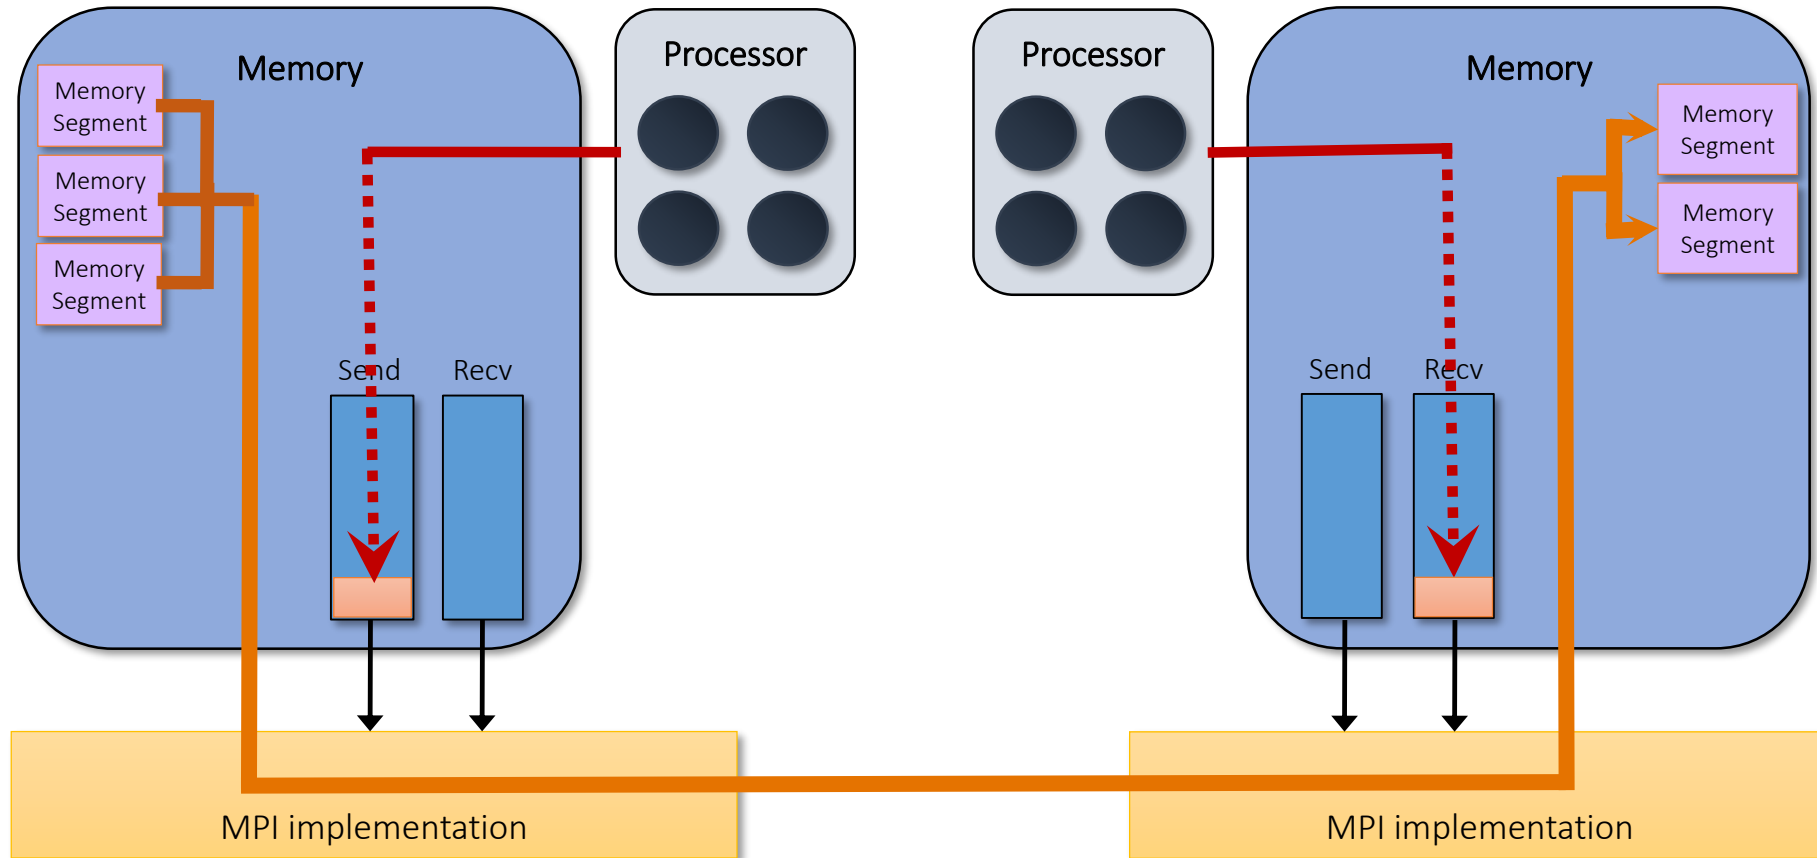 Memory
Processor
Processor
Memory
Memory
Segment
Memory
Segment
Memory
Segment
Memory
Segment
Memory
Segment
Send
Recv
Send
Recv
MPI implementation
MPI implementation